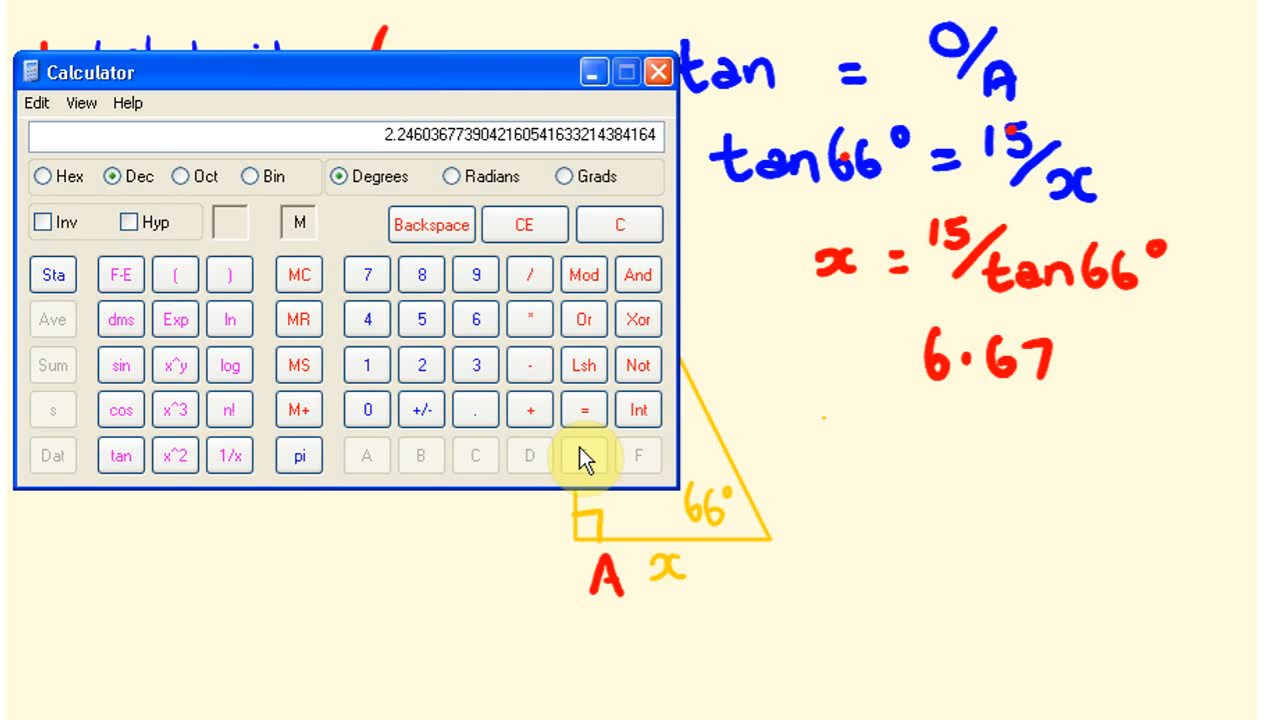 tan = O/A
Calculator
Edit View Help
2.2460367739042160541633214384164
tan66° = 15/x
Hex Dec Oct Bin Degrees Radians Grads
Inv Hyp M Backspace CE C
x = 15/tan66°
Sta F-E ( ) MC 7 8 9 / Mod And
Ave dms Exp ln MR 4 5 6 * Or Xor
6.67
Sum sin x^y log MS 1 2 3 - Lsh Not
s cos x^3 n! M+ 0 +/- . + = Int
Dat tan x^2 1/x pi A B C D F
66°
A x